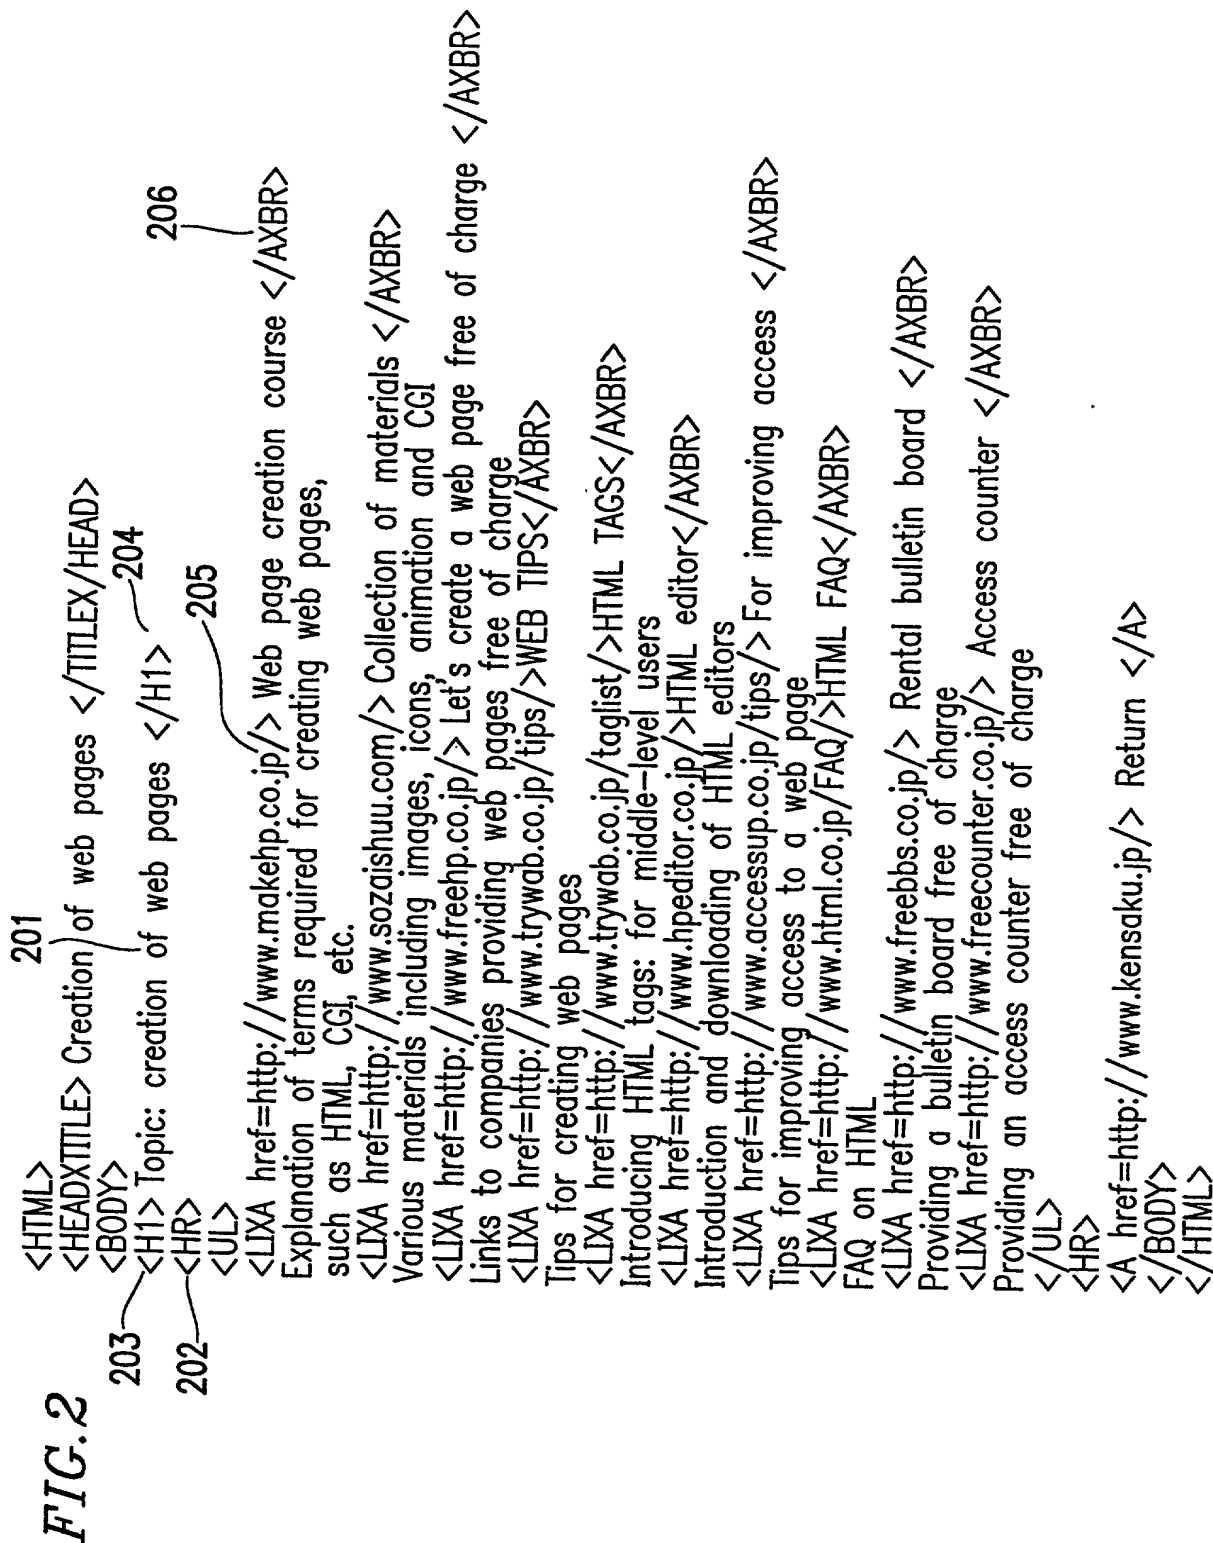 FIG.2
201
<HTML>
<HEADXTITLE> Creation of web pages </TITLEX/HEAD>
<BODY>
203 <H1> Topic: creation of web pages </H1> 204
202 <HR>
<UL>
205
206
<LIXA href=http://www.makehp.co.jp/> Web page creation course </AXBR>
Explanation of terms required for creating web pages,
such as HTML, CGI, etc.
<LIXA href=http://www.sozaishuu.com/> Collection of materials </AXBR>
Various materials including images, icons, animation and CGI
<LIXA href=http://www.freehp.co.jp/> Let's create a web page free of charge </AXBR>
Links to companies providing web pages free of charge
<LIXA href=http://www.trywab.co.jp/tips/>WEB TIPS</AXBR>
Tips for creating web pages
<LIXA href=http://www.trywab.co.jp/taglist/>HTML TAGS</AXBR>
Introducing HTML tags: for middle-level users
<LIXA href=http://www.hpeditor.co.jp/>HTML editor</AXBR>
Introduction and downloading of HTML editors
<LIXA href=http://www.accessup.co.jp/tips/> For improving access </AXBR>
Tips for improving access to a web page
<LIXA href=http://www.html.co.jp/FAQ/>HTML FAQ</AXBR>
FAQ on HTML
<LIXA href=http://www.freebbs.co.jp/> Rental bulletin board </AXBR>
Providing a bulletin board free of charge
<LIXA href=http://www.freecounter.co.jp/> Access counter </AXBR>
Providing an access counter free of charge
</UL>
<HR>
<A href=http://www.kensaku.jp/> Return </A>
</BODY>
</HTML>